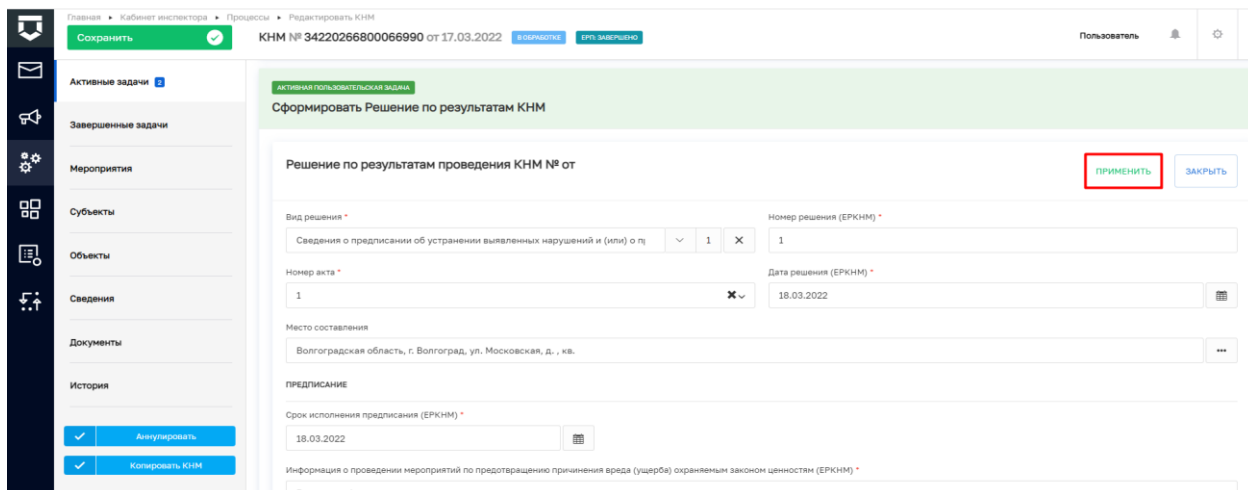 Главная ▸ Кабинет инспектора ▸ Процессы ▸ Редактировать КНМ
Сохранить
КНМ № 34220266800066990 от 17.03.2022 В ОБРАБОТКЕ ЕРП: ЗАВЕРШЕНО
Пользователь
Активные задачи 2
Завершенные задачи
Мероприятия
Субъекты
Объекты
Сведения
Документы
История
Аннулировать
Копировать КНМ
АКТИВНАЯ ПОЛЬЗОВАТЕЛЬСКАЯ ЗАДАЧА
Сформировать Решение по результатам КНМ
Решение по результатам проведения КНМ № от
ПРИМЕНИТЬ
ЗАКРЫТЬ
Вид решения *
Сведения о предписании об устранении выявленных нарушений и (или) о п
1
Номер решения (ЕРКНМ) *
1
Номер акта *
1
Дата решения (ЕРКНМ) *
18.03.2022
Место составления
Волгоградская область, г. Волгоград, ул. Московская, д. , кв.
ПРЕДПИСАНИЕ
Срок исполнения предписания (ЕРКНМ) *
18.03.2022
Информация о проведении мероприятий по предотвращению причинения вреда (ущерба) охраняемым законом ценностям (ЕРКНМ) *